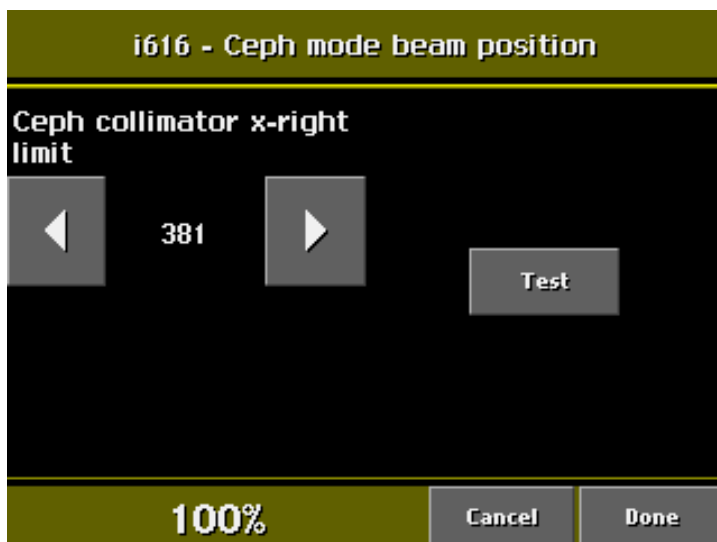 i616 - Ceph mode beam position
Ceph collimator x-right
limit
381
Test
100%
Cancel
Done